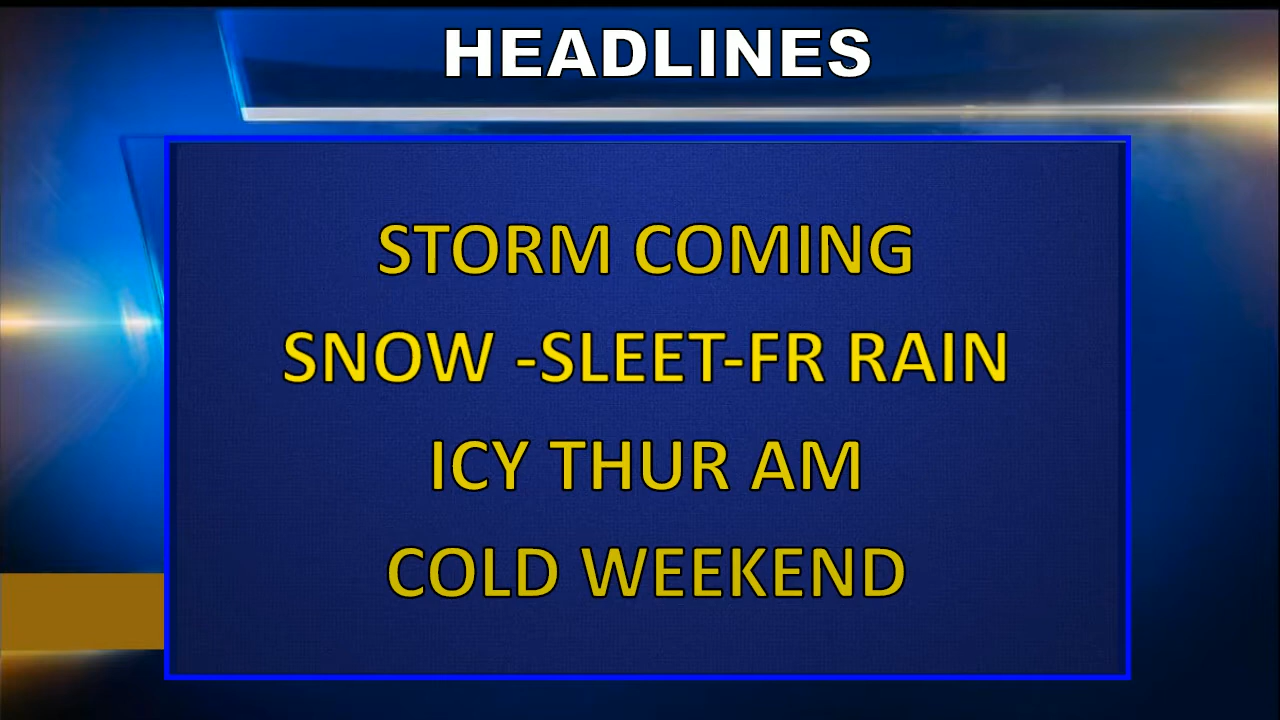 HEADLINES
STORM COMING
SNOW -SLEET-FR RAIN
ICY THUR AM
COLD WEEKEND